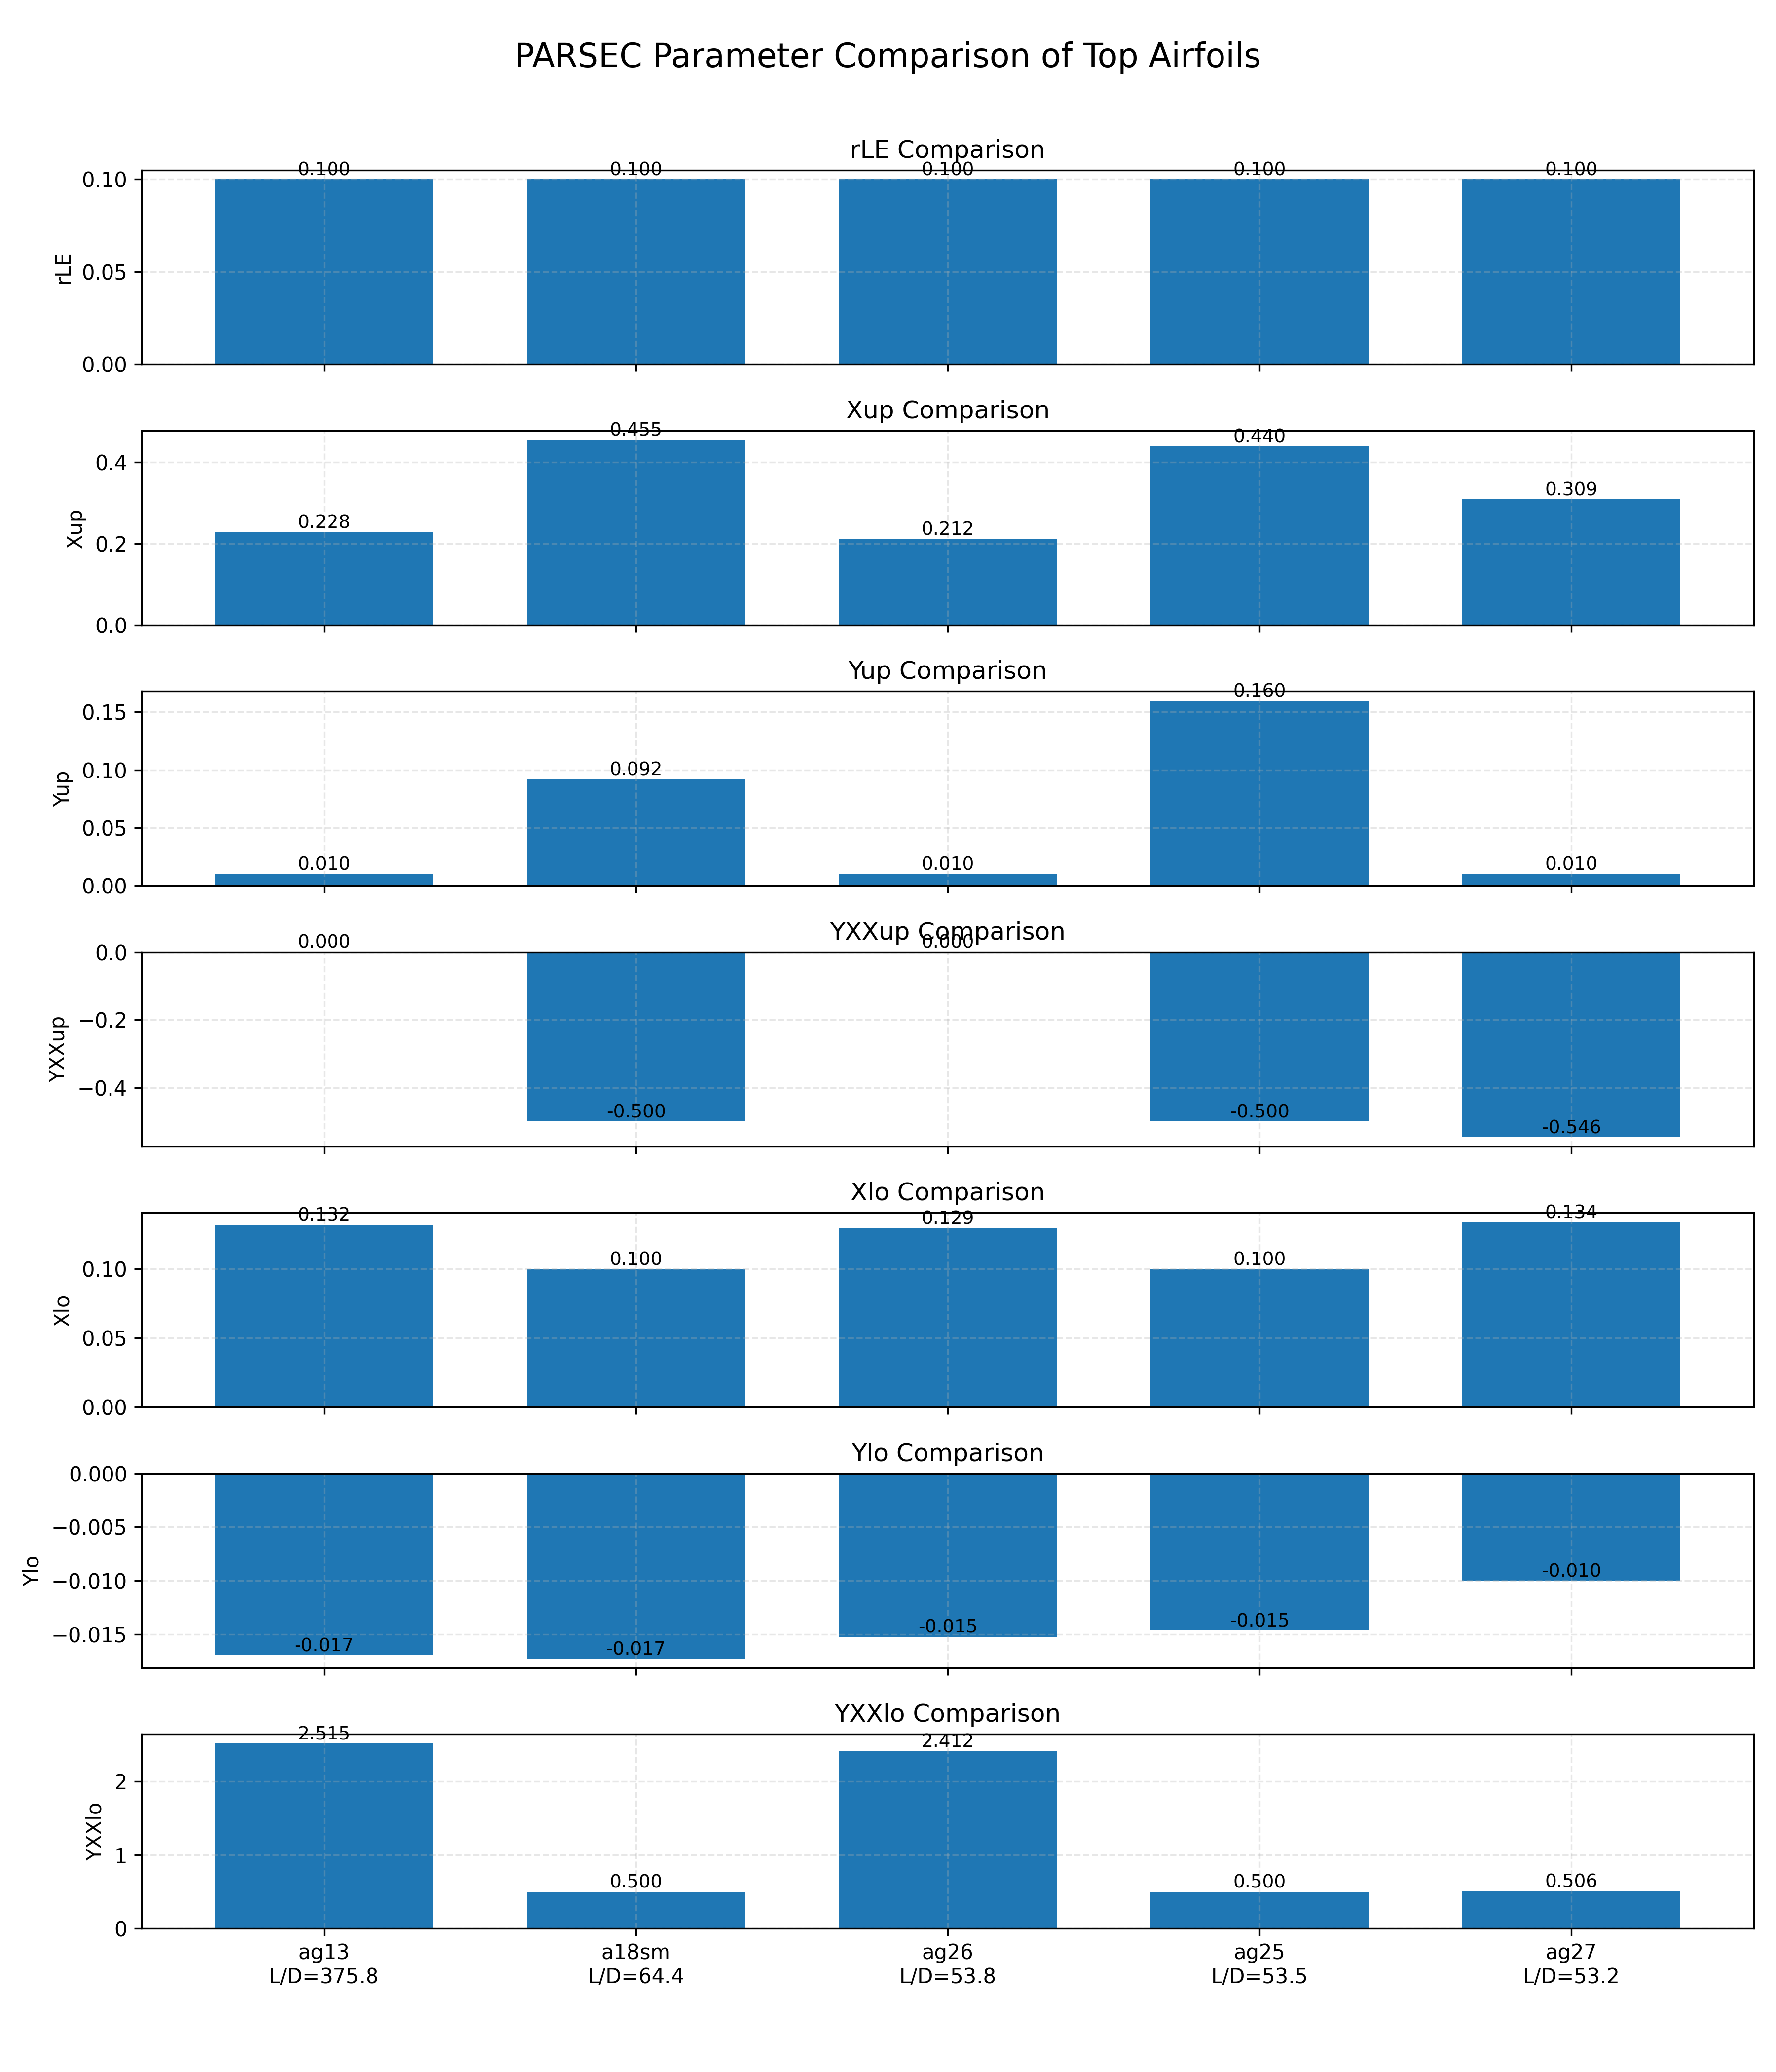 PARSEC Parameter Comparison of Top Airfoils
rLE Comparison
0.100 0.100 0.100 0.100 0.100
0.10
0.05
0.00
rLE
Xup Comparison
0.228 0.455 0.212 0.440 0.309
0.4
0.2
0.0
Xup
Yup Comparison
0.010 0.092 0.010 0.160 0.010
0.15
0.10
0.05
0.00
Yup
YXXup Comparison
0.000 -0.500 0.000 -0.500 -0.546
0.0
−0.2
−0.4
YXXup
Xlo Comparison
0.132 0.100 0.129 0.100 0.134
0.10
0.05
0.00
Xlo
Ylo Comparison
-0.017 -0.017 -0.015 -0.015 -0.010
0.000
−0.005
−0.010
−0.015
Ylo
YXXlo Comparison
2.515 0.500 2.412 0.500 0.506
2
1
0
YXXlo
ag13 a18sm ag26 ag25 ag27
L/D=375.8 L/D=64.4 L/D=53.8 L/D=53.5 L/D=53.2